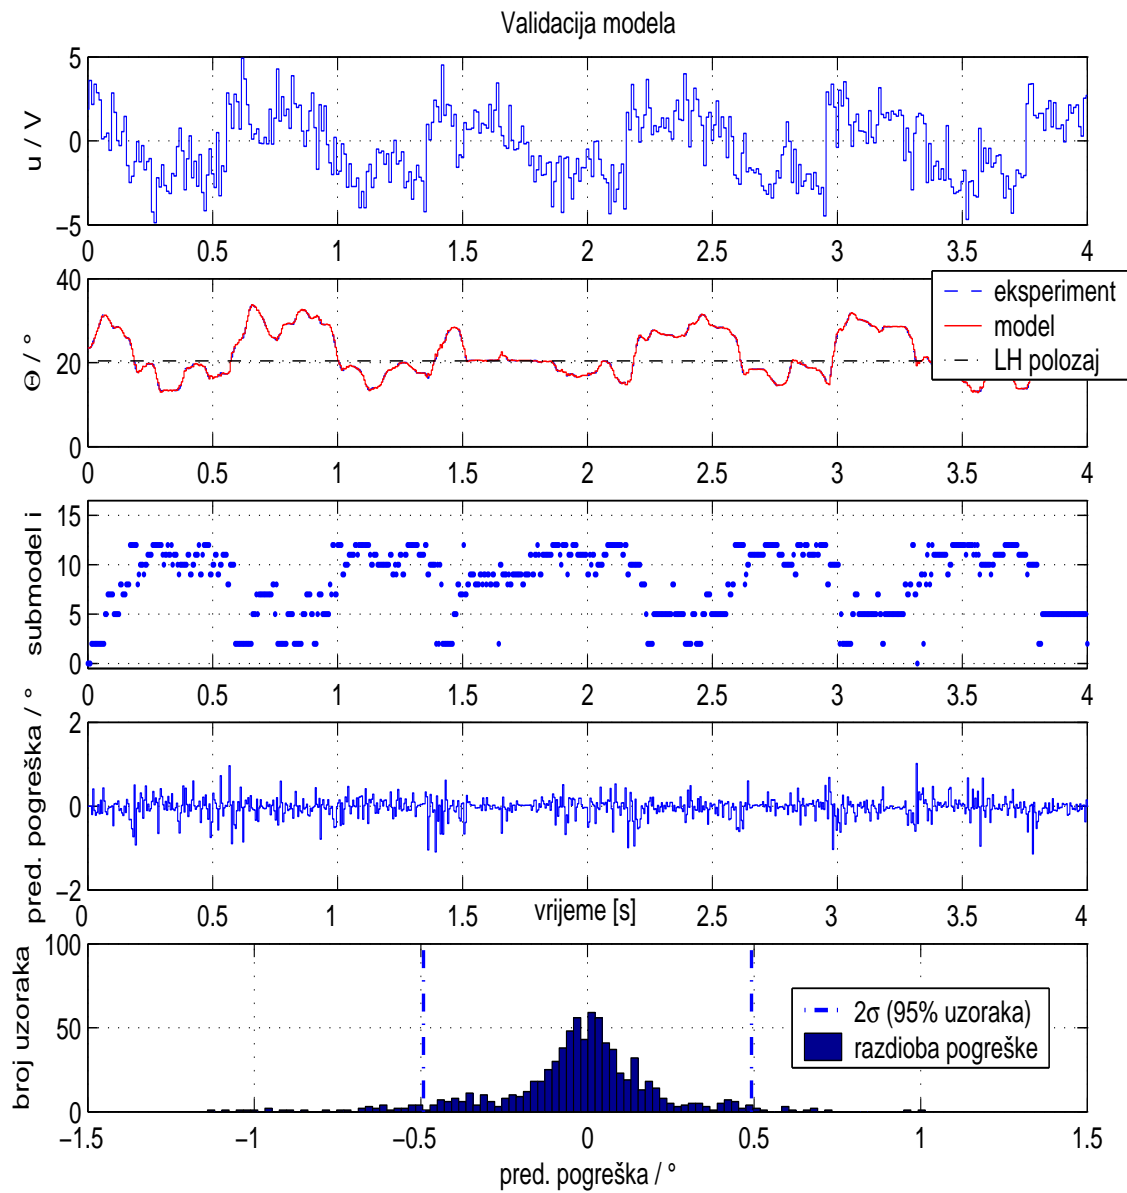 Validacija modela
u / V
5
0
−5
0 0.5 1 1.5 2 2.5 3 3.5 4
Θ / °
40
20
0
eksperiment
model
LH polozaj
0 0.5 1 1.5 2 2.5 3 3.5 4
submodel i
15
10
5
0
0 0.5 1 1.5 2 2.5 3 3.5 4
pred. pogreška / °
2
0
−2
0 0.5 1 1.5 2 2.5 3 3.5 4
vrijeme [s]
broj uzoraka
100
50
0
2σ (95% uzoraka)
razdioba pogreške
−1.5 −1 −0.5 0 0.5 1 1.5
pred. pogreška / °